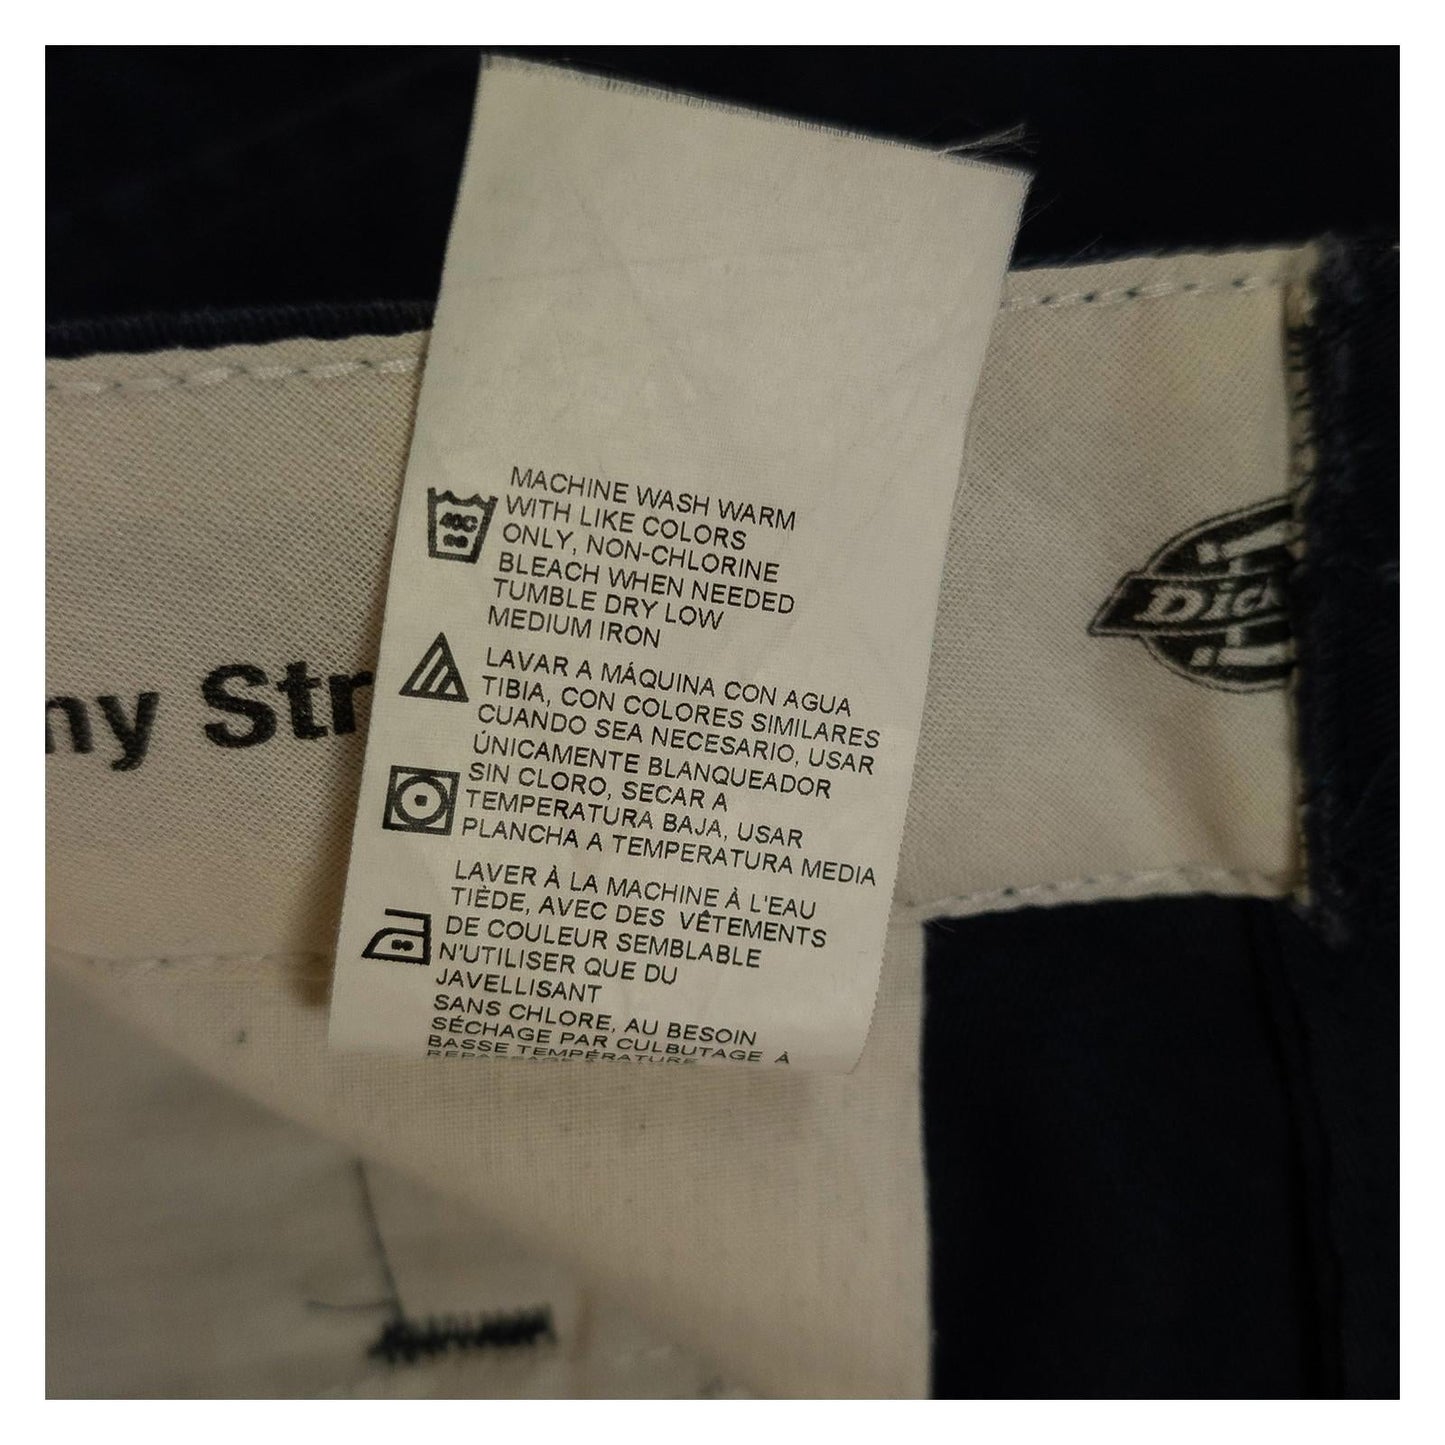 MACHINE WASH WARM
WITH LIKE COLORS
ONLY, NON-CHLORINE
BLEACH WHEN NEEDED
TUMBLE DRY LOW
MEDIUM IRON
40C
LAVAR A MÁQUINA CON AGUA
TIBIA, CON COLORES SIMILARES
CUANDO SEA NECESARIO, USAR
ÚNICAMENTE BLANQUEADOR
SIN CLORO, SECAR A
TEMPERATURA BAJA, USAR
PLANCHA A TEMPERATURA MEDIA
LAVER À LA MACHINE À L'EAU
TIÈDE, AVEC DES VÊTEMENTS
DE COULEUR SEMBLABLE
N'UTILISER QUE DU
JAVELLISANT
SANS CHLORE, AU BESOIN
SÉCHAGE PAR CULBUTAGE À
BASSE TEMPÉRATURE
REPASSAGE À
ny Str
Dick